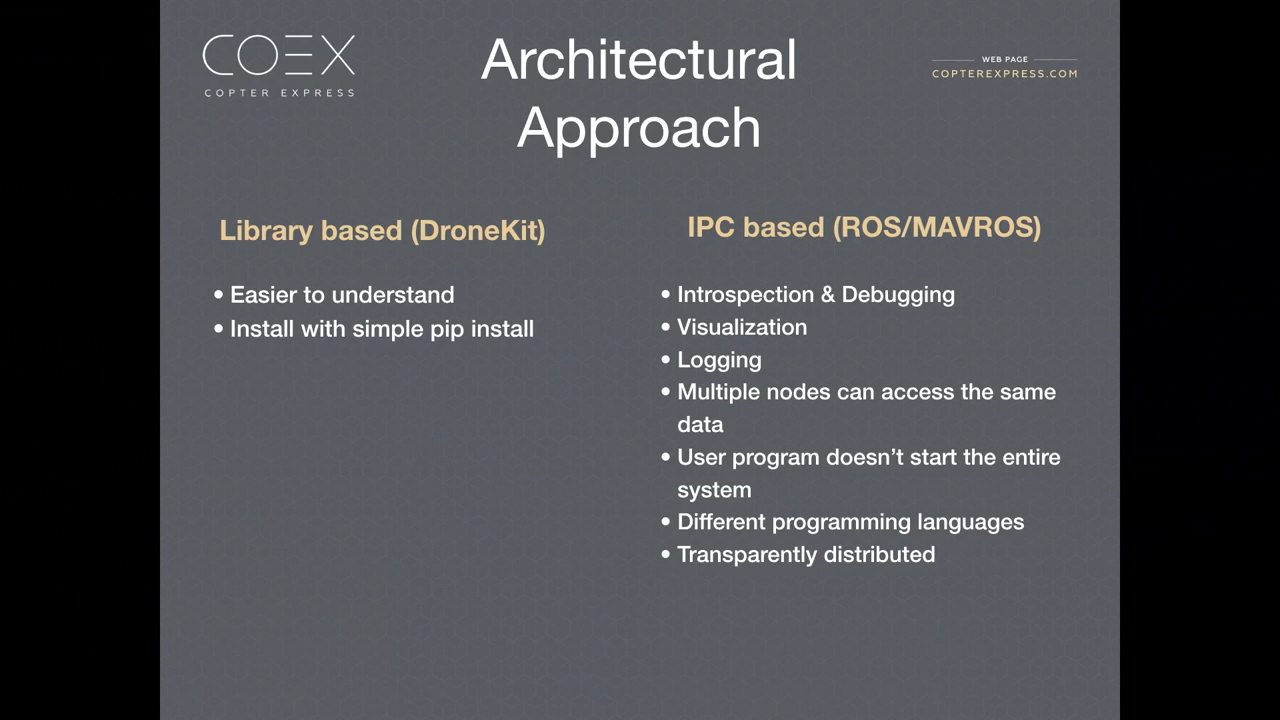 COEX
COPTER EXPRESS
Architectural
Approach
WEB PAGE
COPTEREXPRESS.COM
Library based (DroneKit)
• Easier to understand
• Install with simple pip install
IPC based (ROS/MAVROS)
• Introspection & Debugging
• Visualization
• Logging
• Multiple nodes can access the same
data
• User program doesn’t start the entire
system
• Different programming languages
• Transparently distributed